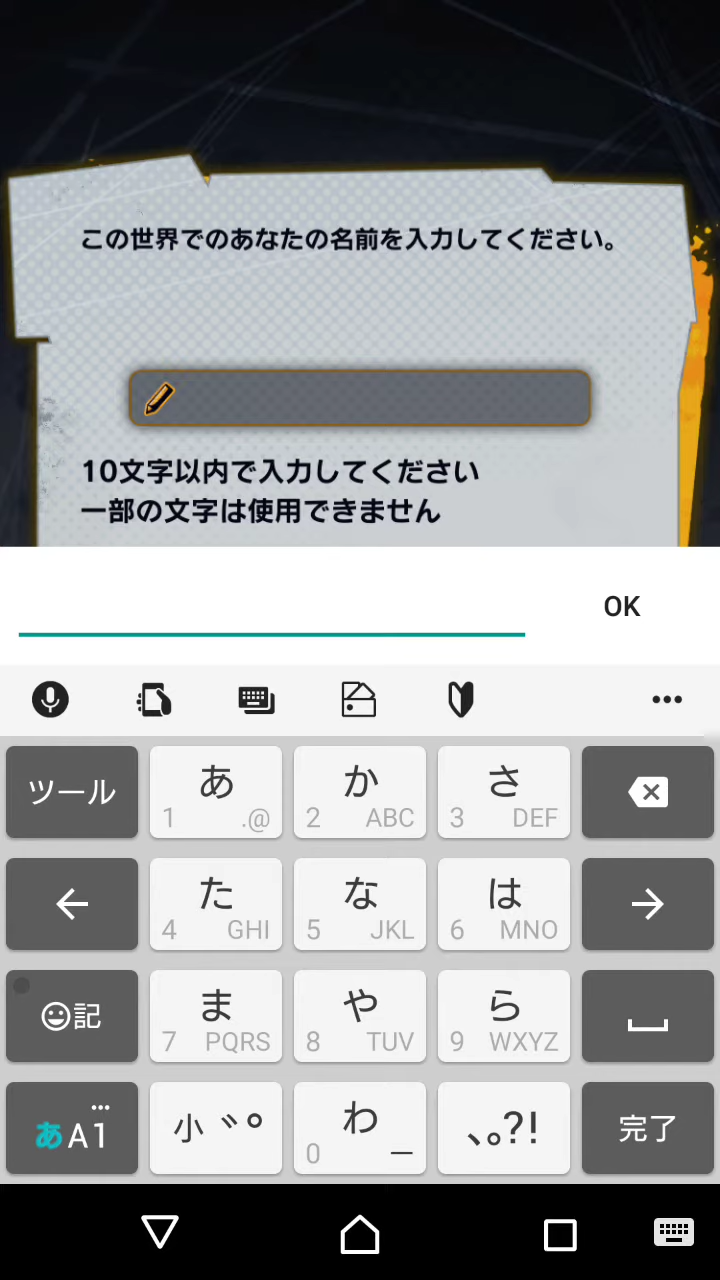 この世界でのあなたの名前を入力してください。
10文字以内で入力してください
一部の文字は使用できません
OK
ツール
あ
1 .@
か
2 ABC
さ
3 DEF
た
4 GHI
な
5 JKL
は
6 MNO
記
ま
7 PQRS
や
8 TUV
ら
9 WXYZ
あA1
小 ゛゜
わ
0 ー
、。?!
完了